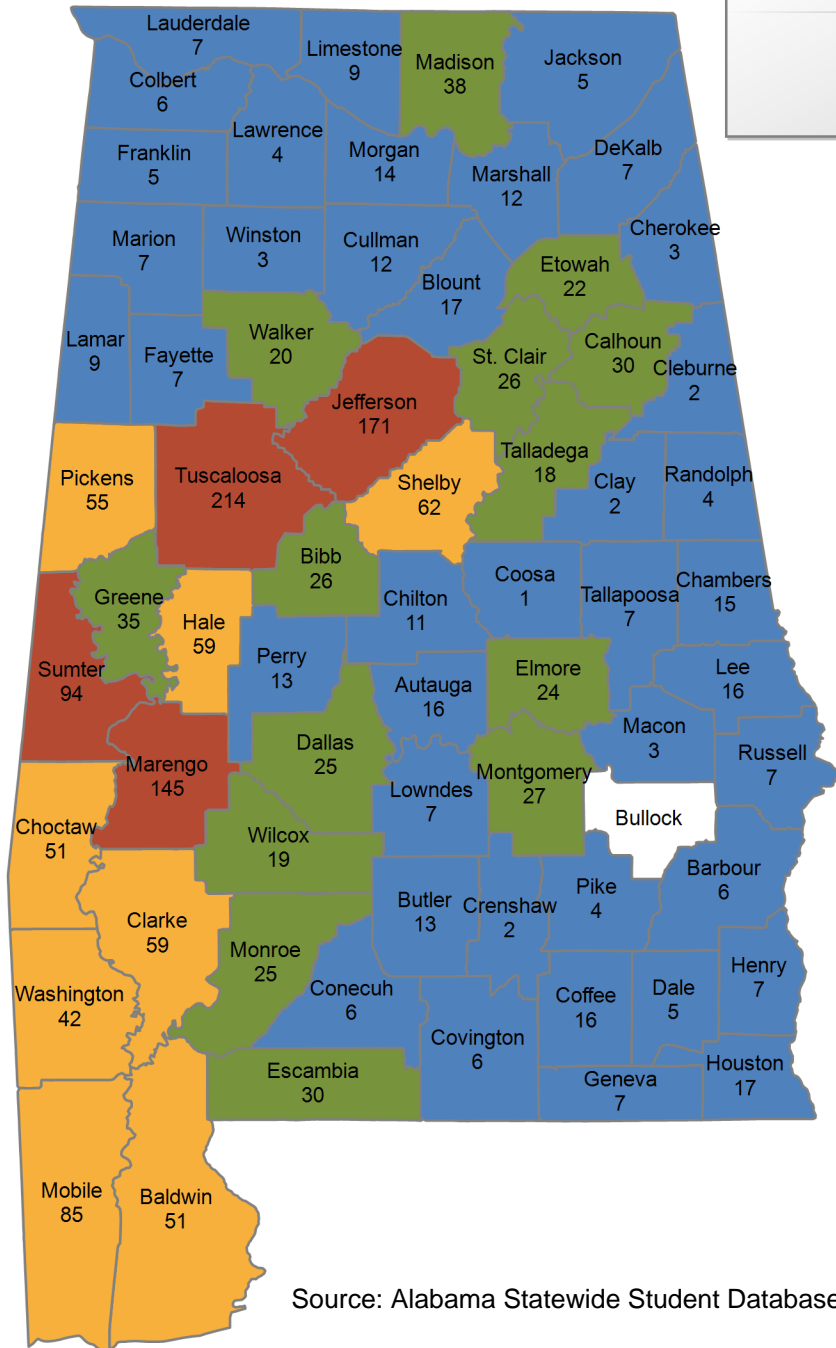 Lauderdale
7
Limestone
9
Madison
38
Jackson
5
Colbert
6
Lawrence
4
Franklin
5
Morgan
14
Marshall
12
DeKalb
7
Cherokee
3
Marion
7
Winston
3
Cullman
12
Blount
17
Etowah
22
Lamar
9
Fayette
7
Walker
20
Jefferson
171
St. Clair
26
Calhoun
30
Cleburne
2
Pickens
55
Tuscaloosa
214
Shelby
62
Talladega
18
Clay
2
Randolph
4
Bibb
26
Greene
35
Hale
59
Sumter
94
Perry
13
Chilton
11
Coosa
1
Tallapoosa
7
Chambers
15
Autauga
16
Elmore
24
Lee
16
Macon
3
Russell
7
Marengo
145
Dallas
25
Lowndes
7
Montgomery
27
Bullock
Choctaw
51
Wilcox
19
Clarke
59
Butler
13
Crenshaw
2
Pike
4
Barbour
6
Monroe
25
Washington
42
Conecuh
6
Covington
6
Coffee
16
Dale
5
Henry
7
Escambia
30
Geneva
7
Houston
17
Mobile
85
Baldwin
51
Source: Alabama Statewide Student Database